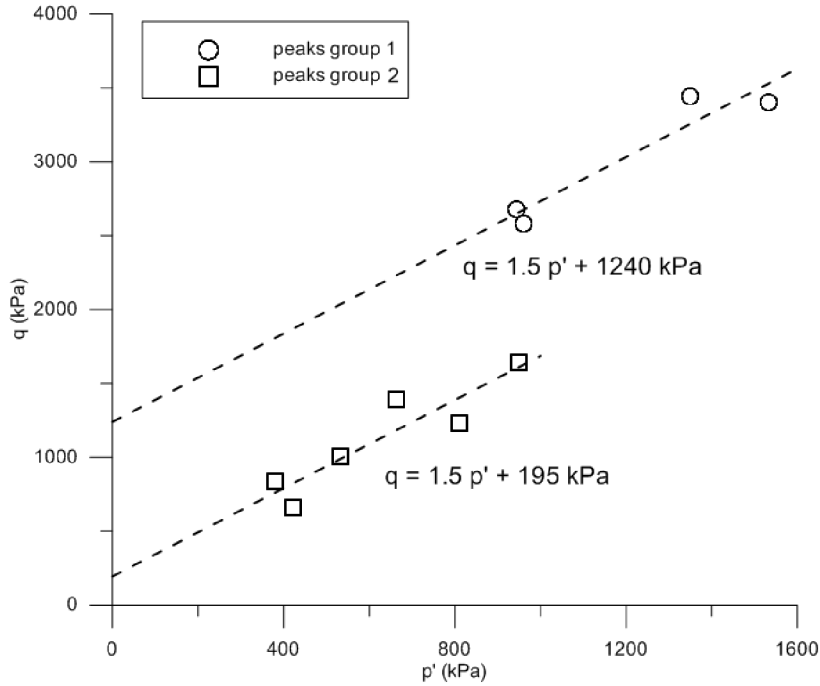 4000
peaks group 1
peaks group 2
3000
q = 1.5 p' + 1240 kPa
q (kPa)
2000
1000
q = 1.5 p' + 195 kPa
0
0 400 800 1200 1600
p' (kPa)